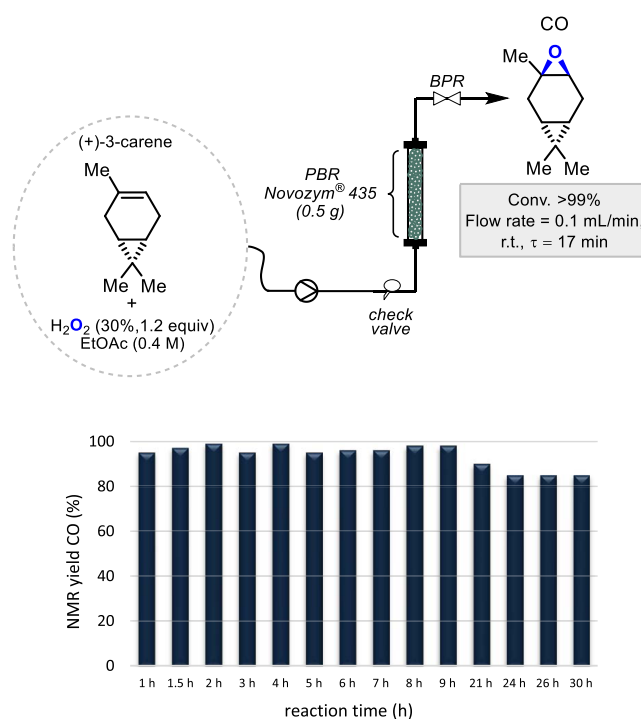 CO
O
Me
BPR
(+)-3-carene
Me
PBR
Novozym® 435
(0.5 g)
Me Me
Conv. >99%
Flow rate = 0.1 mL/min,
r.t., τ = 17 min
Me Me
+
H₂O₂ (30%,1.2 equiv)
EtOAc (0.4 M)
check
valve
100
80
60
40
20
0
NMR yield CO (%)
1 h 1.5 h 2 h 3 h 4 h 5 h 6 h 7 h 8 h 9 h 21 h 24 h 26 h 30 h
reaction time (h)